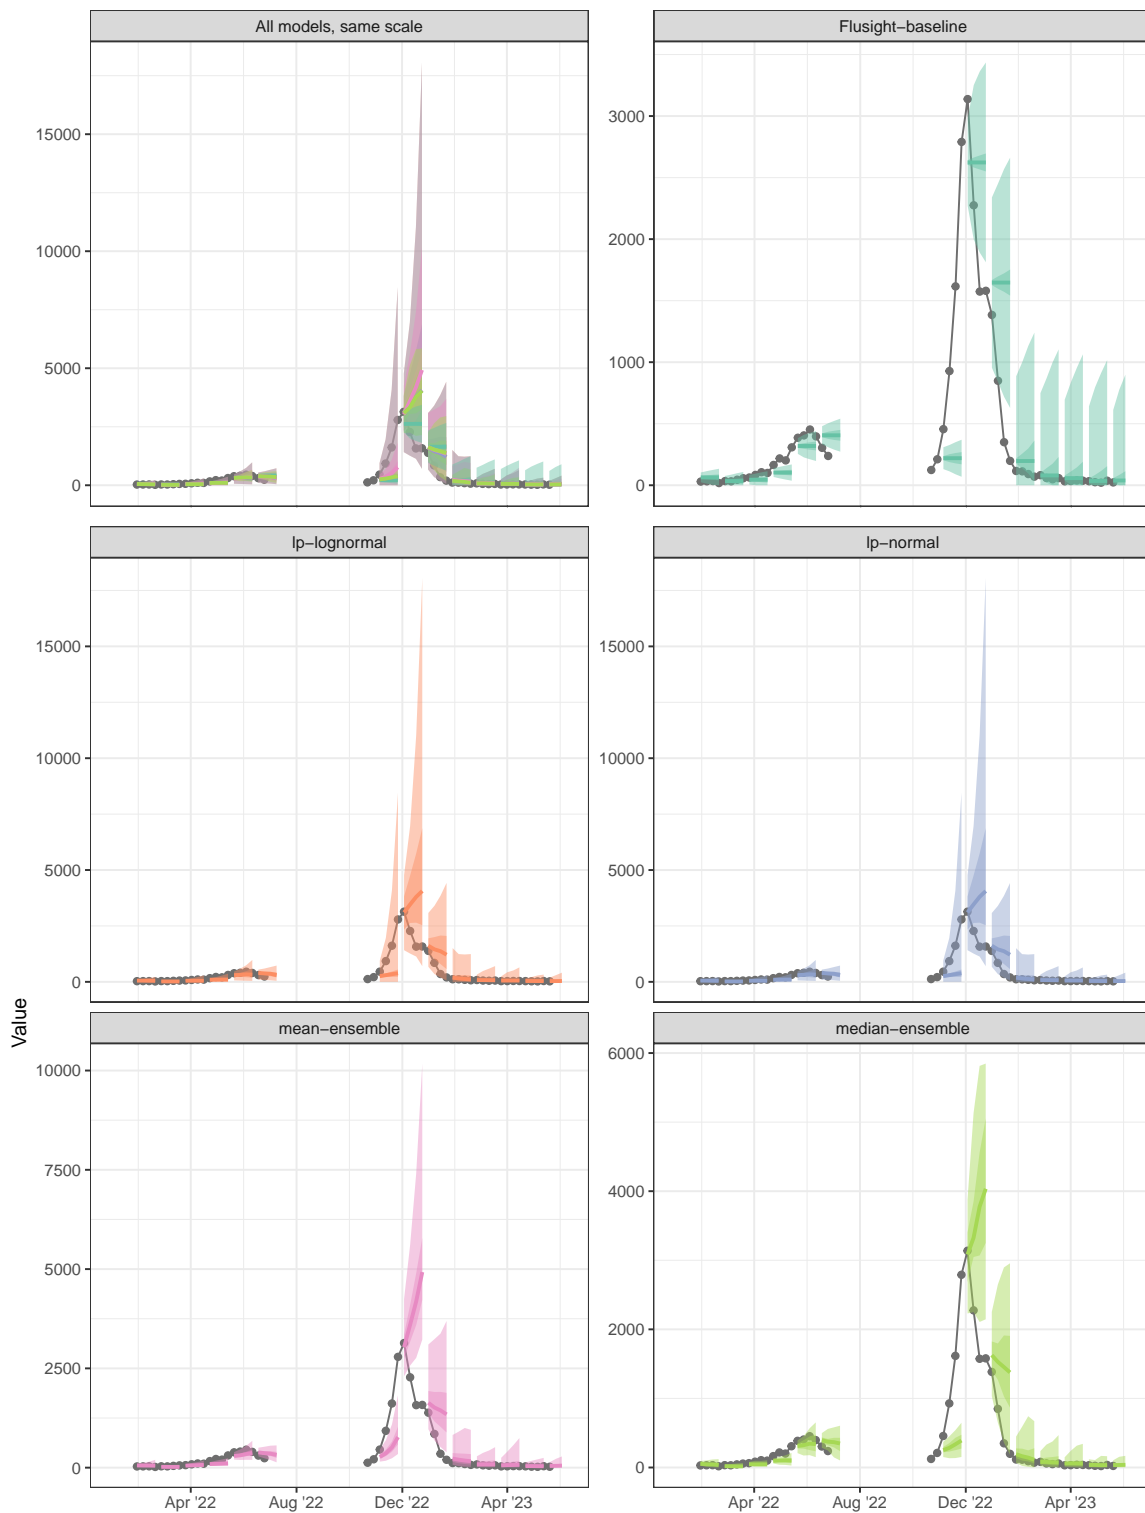 All models, same scale
Flusight−baseline
15000
10000
5000
0
3000
2000
1000
0
lp−lognormal
lp−normal
15000
10000
5000
0
15000
10000
5000
0
Value
mean−ensemble
median−ensemble
10000
7500
5000
2500
0
6000
4000
2000
0
Apr '22 Aug '22 Dec '22 Apr '23
Apr '22 Aug '22 Dec '22 Apr '23